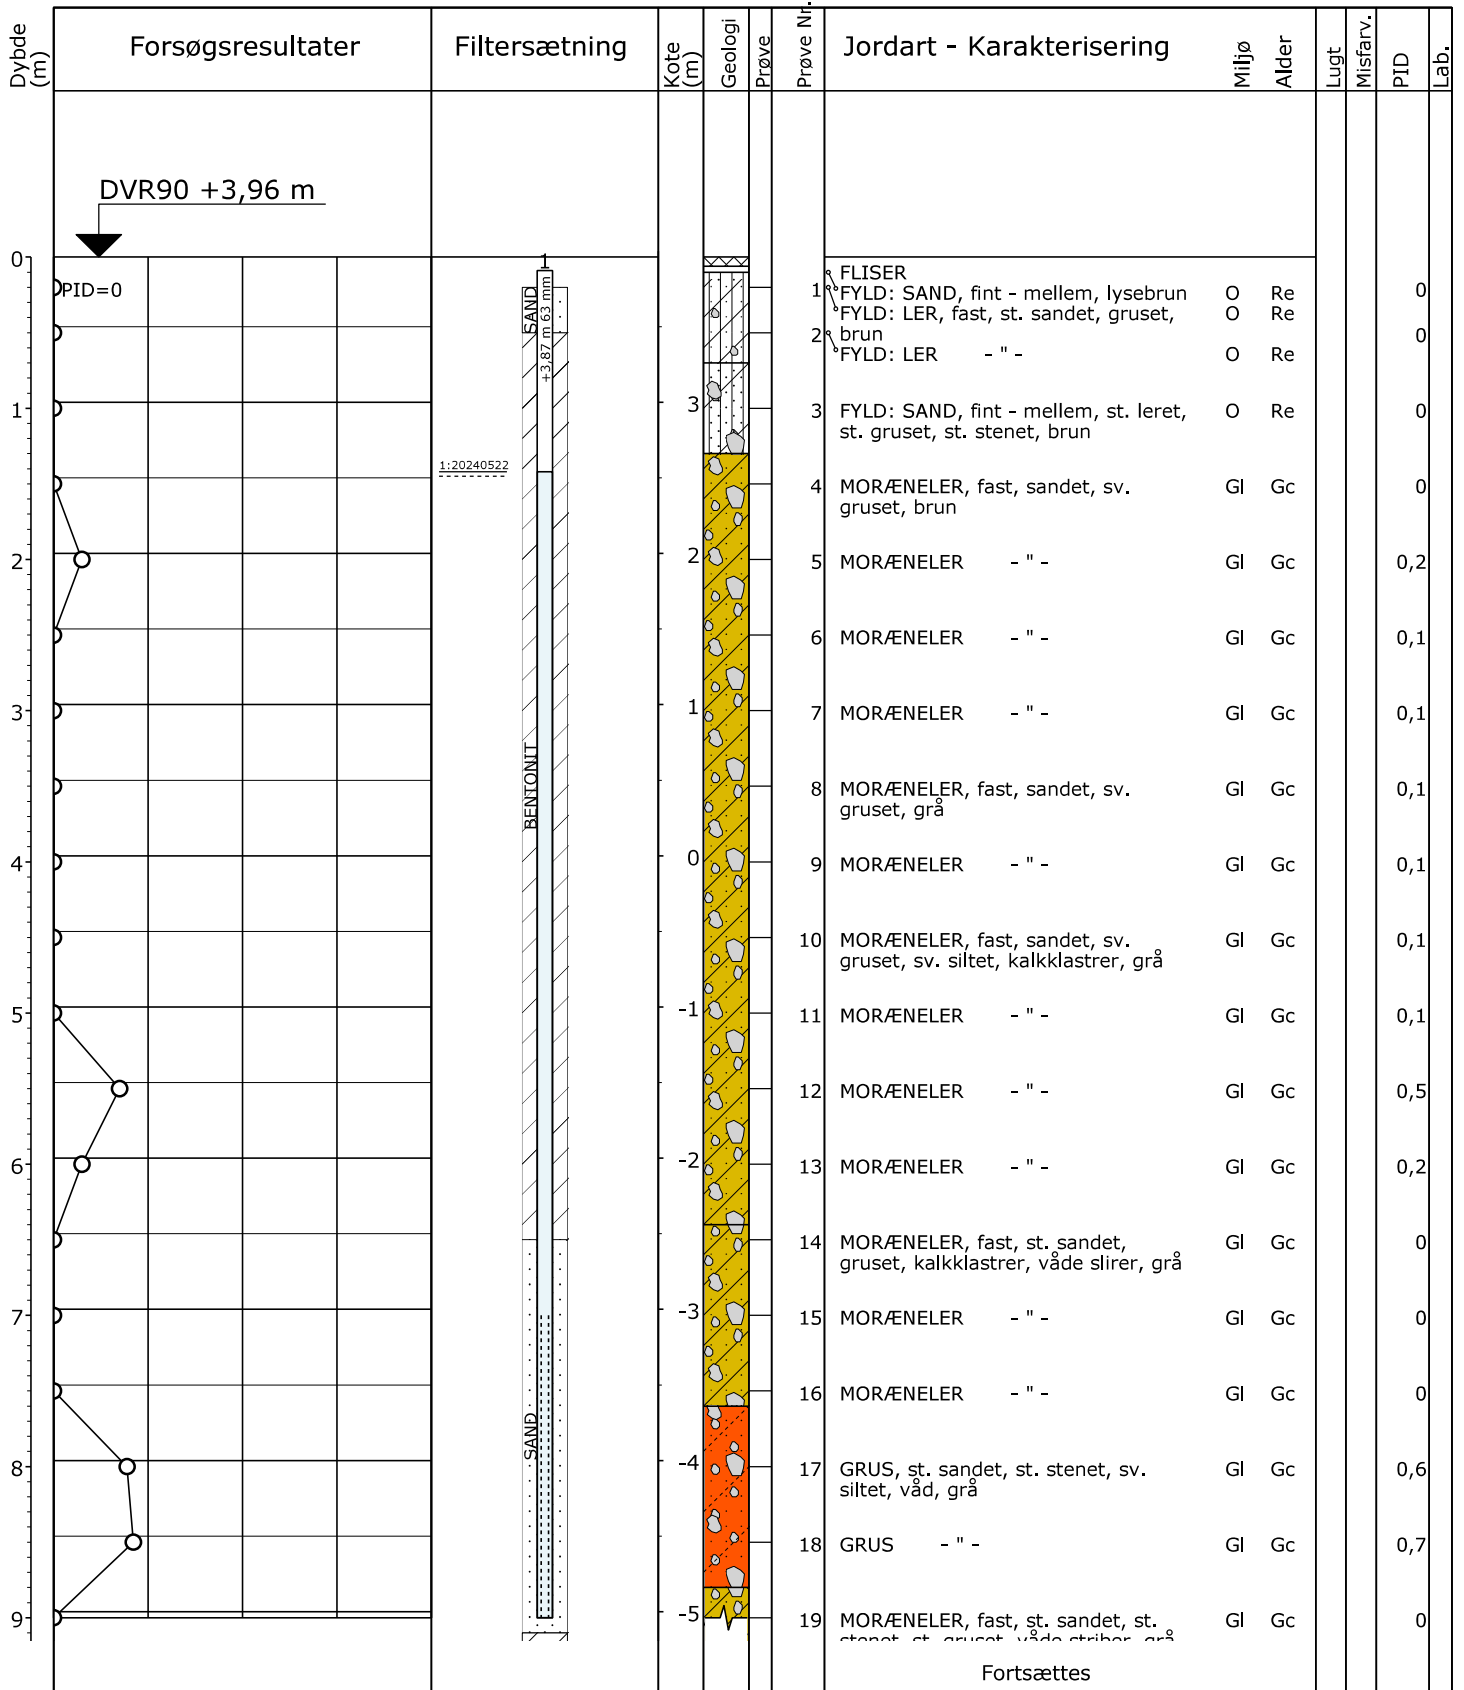 Dybde (m)
Forsøgsresultater
Filtersætning
Kote (m)
Geologi
Prøve
Prøve Nr.
Jordart - Karakterisering
Miljø
Alder
Lugt
Misfarv.
PID
Lab.
DVR90 +3,96 m
0
1
2
3
4
5
6
7
8
9
PID=0
1
SAND
+3,87 m 63 mm
1:20240522
BENTONIT
SAND
3
2
1
0
-1
-2
-3
-4
-5
FLISER
1 FYLD: SAND, fint - mellem, lysebrun O Re 0
FYLD: LER, fast, st. sandet, gruset, O Re
2 brun 0
FYLD: LER - " - O Re
3 FYLD: SAND, fint - mellem, st. leret, O Re 0
st. gruset, st. stenet, brun
4 MORÆNELER, fast, sandet, sv. Gl Gc 0
gruset, brun
5 MORÆNELER - " - Gl Gc 0,2
6 MORÆNELER - " - Gl Gc 0,1
7 MORÆNELER - " - Gl Gc 0,1
8 MORÆNELER, fast, sandet, sv. Gl Gc 0,1
gruset, grå
9 MORÆNELER - " - Gl Gc 0,1
10 MORÆNELER, fast, sandet, sv. Gl Gc 0,1
gruset, sv. siltet, kalkklastrer, grå
11 MORÆNELER - " - Gl Gc 0,1
12 MORÆNELER - " - Gl Gc 0,5
13 MORÆNELER - " - Gl Gc 0,2
14 MORÆNELER, fast, st. sandet, Gl Gc 0
gruset, kalkklastrer, våde slirer, grå
15 MORÆNELER - " - Gl Gc 0
16 MORÆNELER - " - Gl Gc 0
17 GRUS, st. sandet, st. stenet, sv. Gl Gc 0,6
siltet, våd, grå
18 GRUS - " - Gl Gc 0,7
19 MORÆNELER, fast, st. sandet, st. Gl Gc 0
stenet, st. gruset, våde striber, grå
Fortsættes